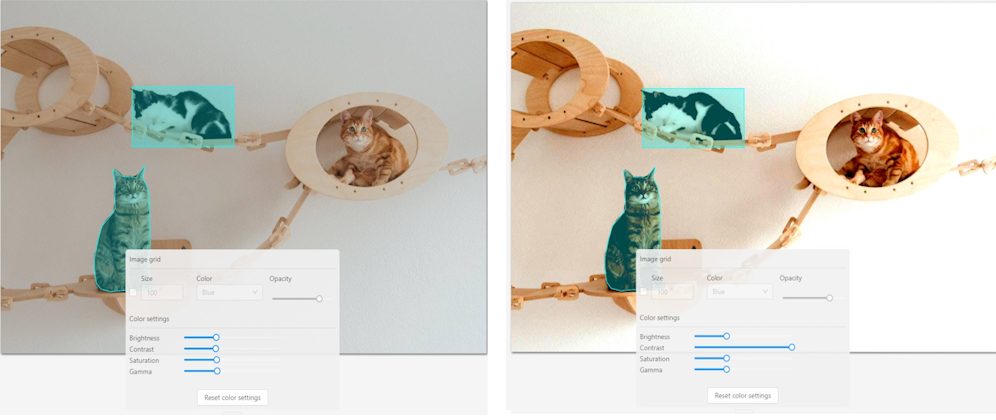 Image grid
Size Color Opacity
100 Blue
Color settings
Brightness
Contrast
Saturation
Gamma
Reset color settings
Image grid
Size Color Opacity
100 Blue
Color settings
Brightness
Contrast
Saturation
Gamma
Reset color settings